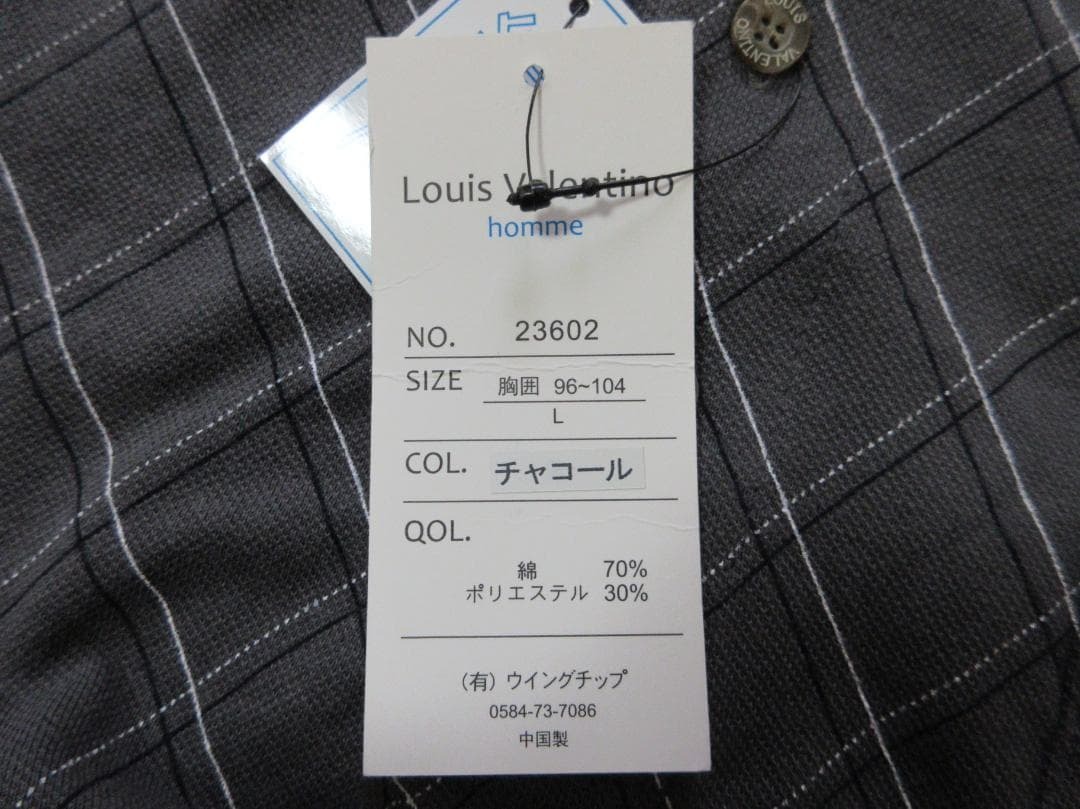 LOUIS
VALENTINO
Louis Valentino
homme
NO. 23602
SIZE 胸囲 96~104
L
COL. チャコール
QOL.
綿 70%
ポリエステル 30%
(有) ウイングチップ
0584-73-7086
中国製